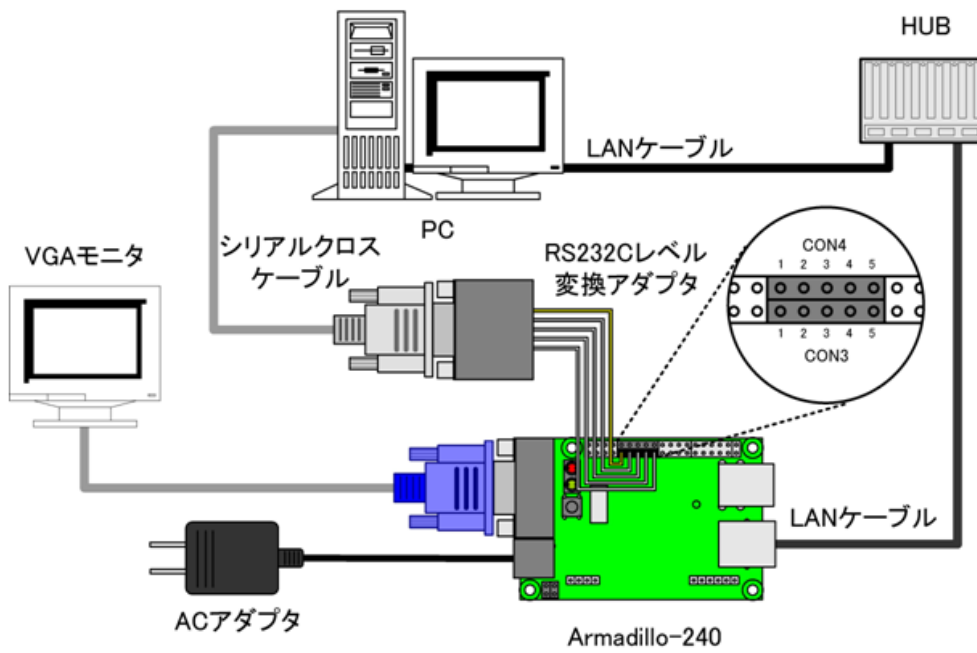 HUB
LANケーブル
PC
シリアルクロス
ケーブル
VGAモニタ
RS232Cレベル
変換アダプタ
CON4
1 2 3 4 5
1 2 3 4 5
CON3
LANケーブル
ACアダプタ
Armadillo-240